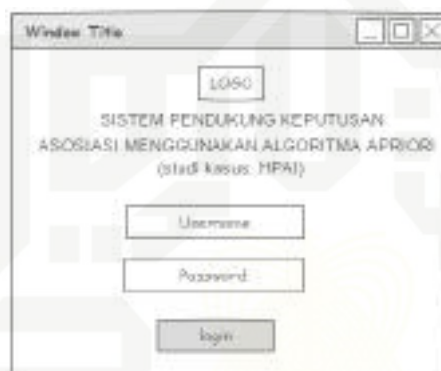 Window Title
LOGO
SISTEM PENDUKUNG KEPUTUSAN
ASOSIASI MENGGUNAKAN ALGORITMA APRIORI
(studi kasus: HPAI)
Username
Password
login